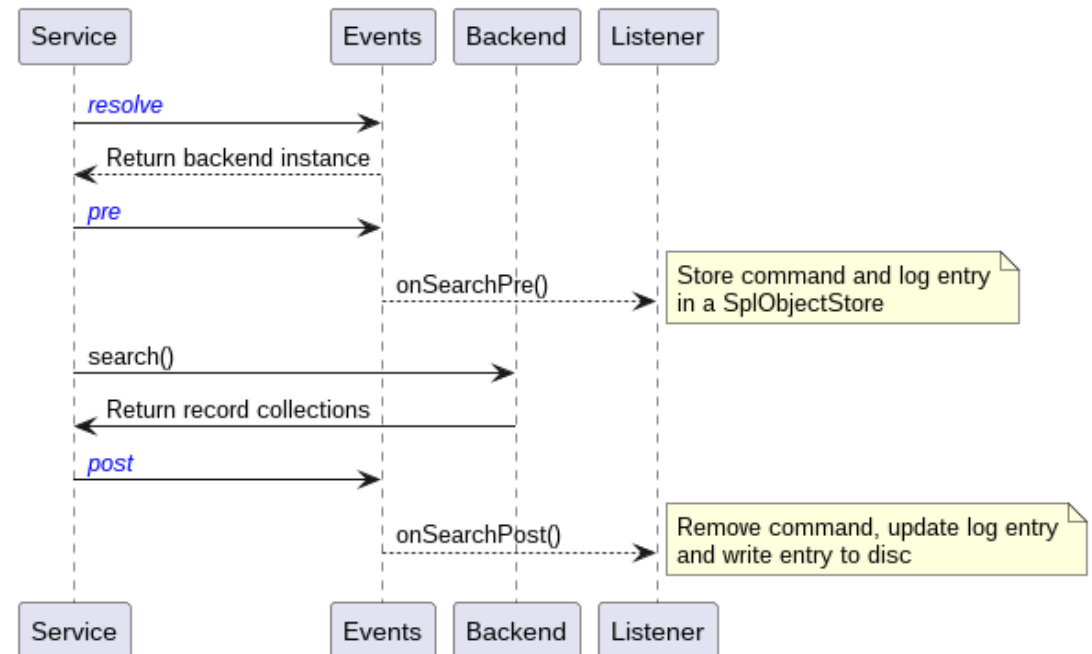 Service Events Backend Listener
resolve
Return backend instance
pre
onSearchPre()
Store command and log entry
in a SplObjectStore
search()
Return record collections
post
onSearchPost()
Remove command, update log entry
and write entry to disc
Service Events Backend Listener